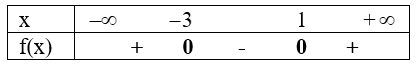 x –∞ –3 1 +∞
f(x) + 0 - 0 +